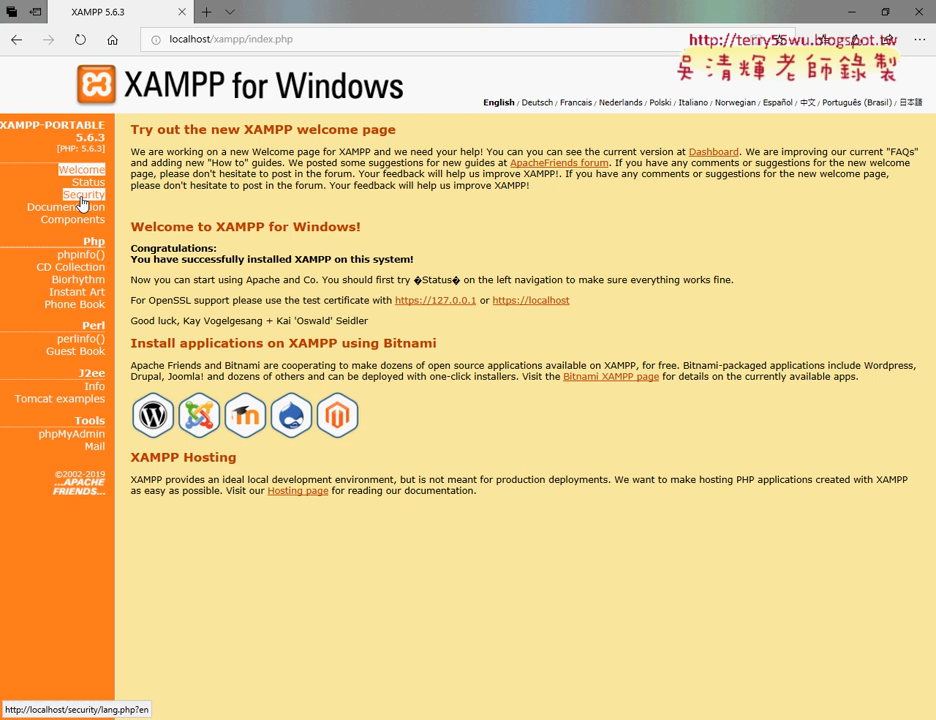 XAMPP 5.6.3
localhost/xampp/index.php
http://terry55wu.blogspot.tw
吳清輝老師錄製
XAMPP for Windows
English / Deutsch / Francais / Nederlands / Polski / Italiano / Norwegian / Español / 中文 / Português (Brasil) / 日本語
XAMPP-PORTABLE
5.6.3
[PHP: 5.6.3]
Welcome
Status
Security
Documentation
Components
Php
phpinfo()
CD Collection
Biorhythm
Instant Art
Phone Book
Perl
perlinfo()
Guest Book
J2ee
Info
Tomcat examples
Tools
phpMyAdmin
Mail
©2002-2019
...APACHE
FRIENDS...
Try out the new XAMPP welcome page
We are working on a new Welcome page for XAMPP and we need your help! You can you can see the current version at Dashboard. We are improving our current "FAQs"
and adding new "How to" guides. We posted some suggestions for new guides at ApacheFriends forum. If you have any comments or suggestions for the new welcome
page, please don't hesitate to post in the forum. Your feedback will help us improve XAMPP!. If you have any comments or suggestions for the new welcome page,
please don't hesitate to post in the forum. Your feedback will help us improve XAMPP!
Welcome to XAMPP for Windows!
Congratulations:
You have successfully installed XAMPP on this system!
Now you can start using Apache and Co. You should first try �Status� on the left navigation to make sure everything works fine.
For OpenSSL support please use the test certificate with https://127.0.0.1 or https://localhost
Good luck, Kay Vogelgesang + Kai 'Oswald' Seidler
Install applications on XAMPP using Bitnami
Apache Friends and Bitnami are cooperating to make dozens of open source applications available on XAMPP, for free. Bitnami-packaged applications include Wordpress,
Drupal, Joomla! and dozens of others and can be deployed with one-click installers. Visit the Bitnami XAMPP page for details on the currently available apps.
XAMPP Hosting
XAMPP provides an ideal local development environment, but is not meant for production deployments. We want to make hosting PHP applications created with XAMPP
as easy as possible. Visit our Hosting page for reading our documentation.
http://localhost/security/lang.php?en